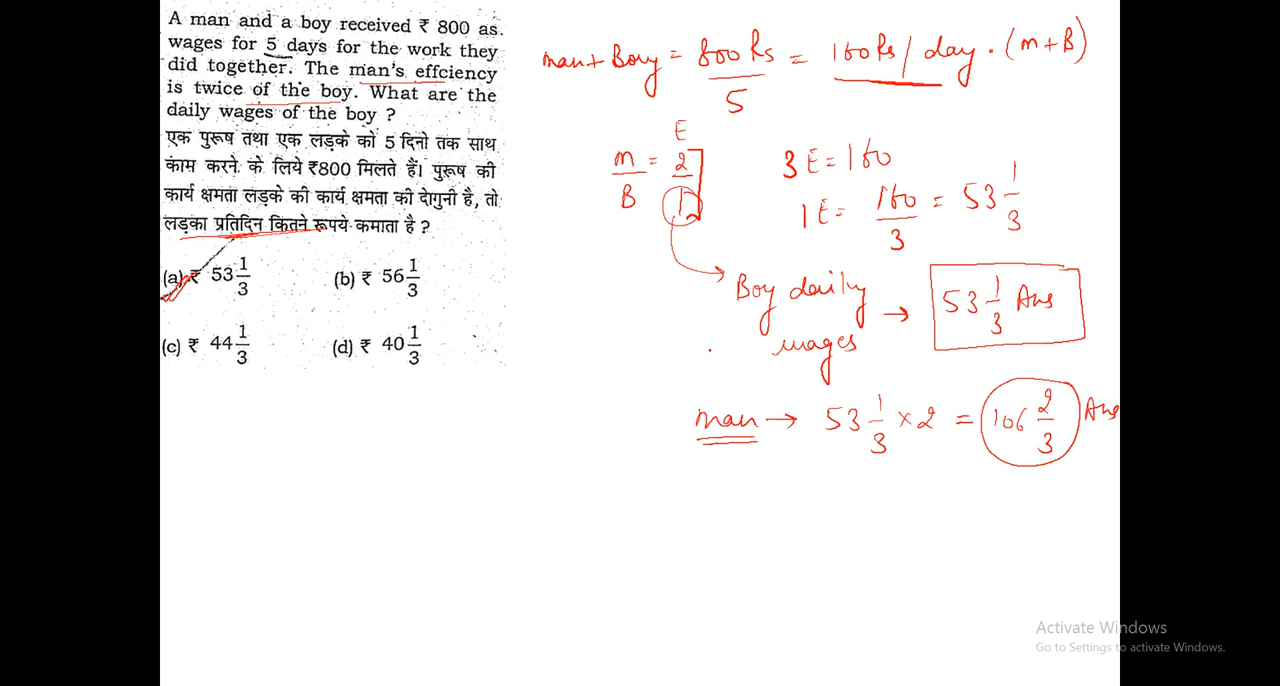 A man and a boy received ₹ 800 as
wages for 5 days for the work they
did together. The man's effciency
is twice of the boy. What are the
daily wages of the boy ?
एक पुरूष तथा एक लड़के को 5 दिनो तक साथ
काम करने के लिये ₹800 मिलते हैं। पुरूष की
कार्य क्षमता लड़के की कार्य क्षमता की दोगुनी है, तो
लड़का प्रतिदिन कितने रूपये कमाता है ?
(a) ₹ 53 1/3 (b) ₹ 56 1/3
(c) ₹ 44 1/3 (d) ₹ 40 1/3
man + Boy = 800 Rs / 5 = 160 Rs / day. (m + B)
E
m / B = 2 / 1
3 E = 160
1 E = 160 / 3 = 53 1/3
Boy daily
wages → 53 1/3 Ans
man → 53 1/3 × 2 = 106 2/3 Ans
Activate Windows
Go to Settings to activate Windows.